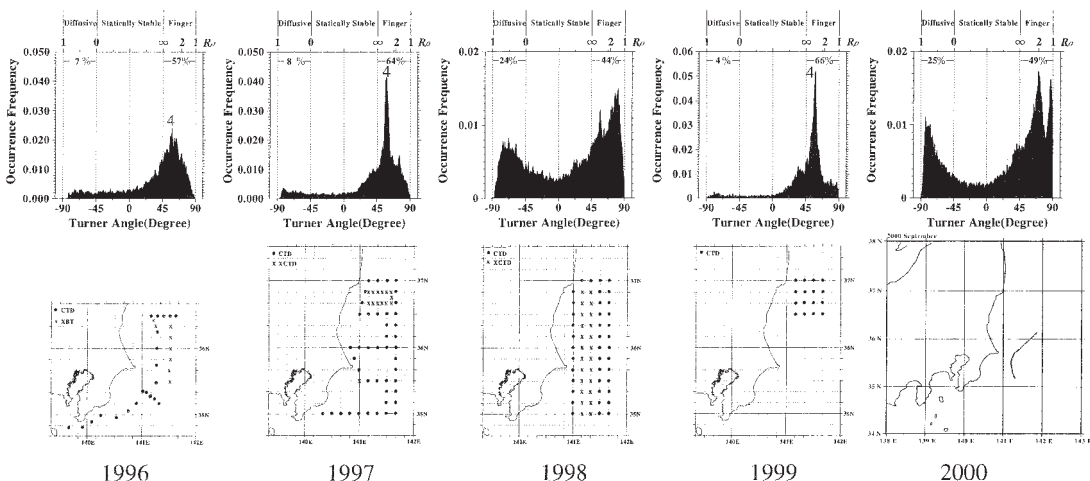 Diffusive Statically Stable Finger
1 0 ∞ 2 1 Rρ
0.050
0.040
0.030
0.020
0.010
0.000
7 %
57%
4
Occurrence Frequency
-90 -45 0 45 90
Turner Angle(Degree)
Diffusive Statically Stable Finger
1 0 ∞ 2 1 Rρ
0.050
0.040
0.030
0.020
0.010
0.000
8 %
64%
4
Occurrence Frequency
-90 -45 0 45 90
Turner Angle(Degree)
Diffusive Statically Stable Finger
1 0 ∞ 2 1 Rρ
0.02
0.01
0
24%
44%
Occurrence Frequency
-90 -45 0 45 90
Turner Angle(Degree)
Diffusive Statically Stable Finger
1 0 ∞ 2 1 Rρ
0.06
0.05
0.04
0.03
0.02
0.01
0
4 %
66%
4
Occurrence Frequency
-90 -45 0 45 90
Turner Angle(Degree)
Diffusive Statically Stable Finger
1 0 ∞ 2 1 Rρ
0.02
0.01
0
25%
49%
Occurrence Frequency
-90 -45 0 45 90
Turner Angle(Degree)
CTD
XBT
36N
35N
140E 141E 142E
1996
CTD
XCTD
37N
36N
35N
140E 141E 142E
1997
CTD
XCTD
37N
36N
35N
140E 141E 142E
1998
CTD
37N
36N
35N
140E 141E 142E
1999
2000 September
38 N
37 N
36 N
35 N
34 N
138 E 139 E 140 E 141 E 142 E 143 E
2000